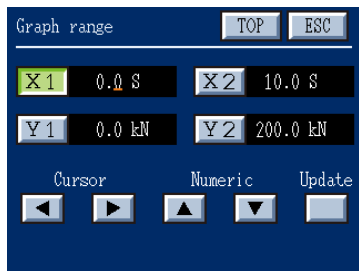 Graph range TOP ESC
X1 0.0 S X2 10.0 S
Y1 0.0 kN Y2 200.0 kN
Cursor Numeric Update